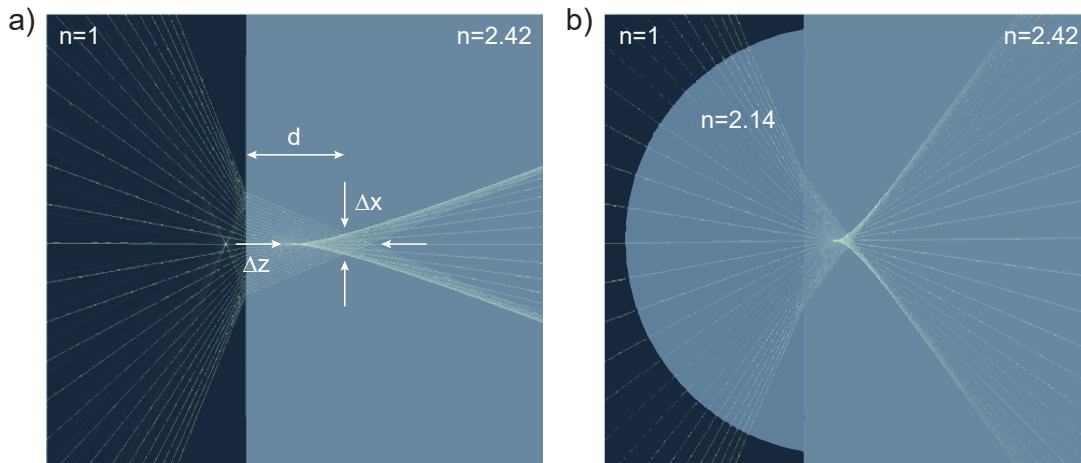 a)
n=1
n=2.42
d
Δx
Δz
b)
n=1
n=2.42
n=2.14